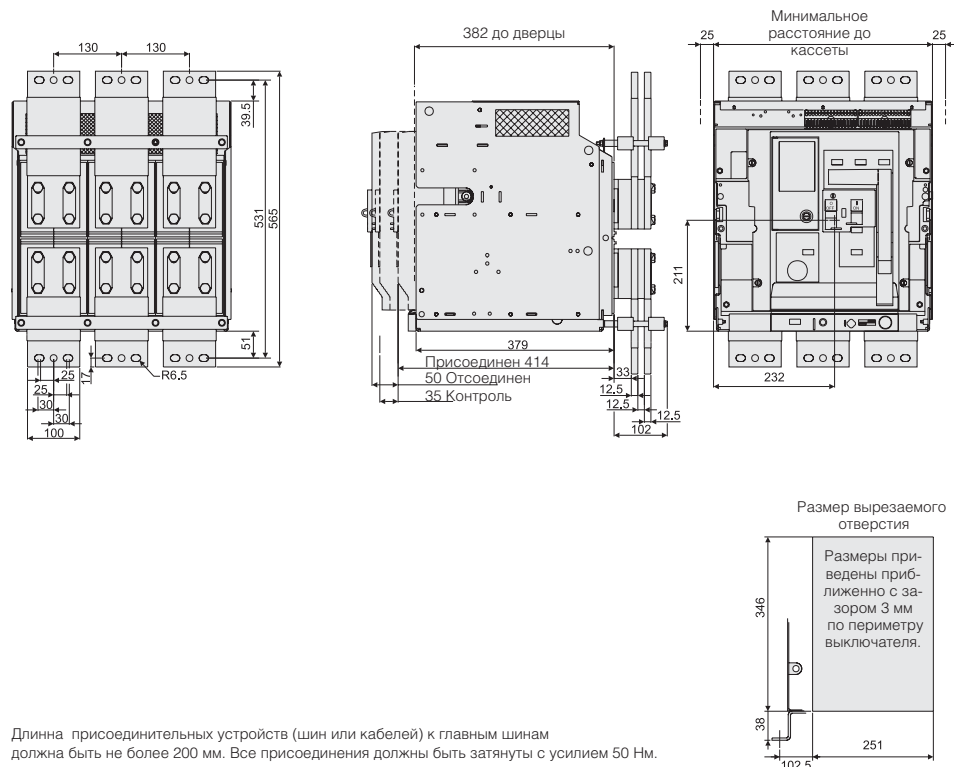 130
130
39.5
531
565
51
17
25
R6.5
25
30
30
100
382 до дверцы
379
Присоединен 414
50 Отсоединен
35 Контроль
33
12.5
12.5
12.5
102
Минимальное
расстояние до
кассеты
25
25
OFF
ON
211
232
Размер вырезаемого
отверстия
Размеры при-
ведены приб-
лиженно с за-
зором 3 мм
по периметру
выключателя.
346
38
251
102.5
Длинна присоединительных устройств (шин или кабелей) к главным шинам
должна быть не более 200 мм. Все присоединения должны быть затянуты с усилием 50 Нм.